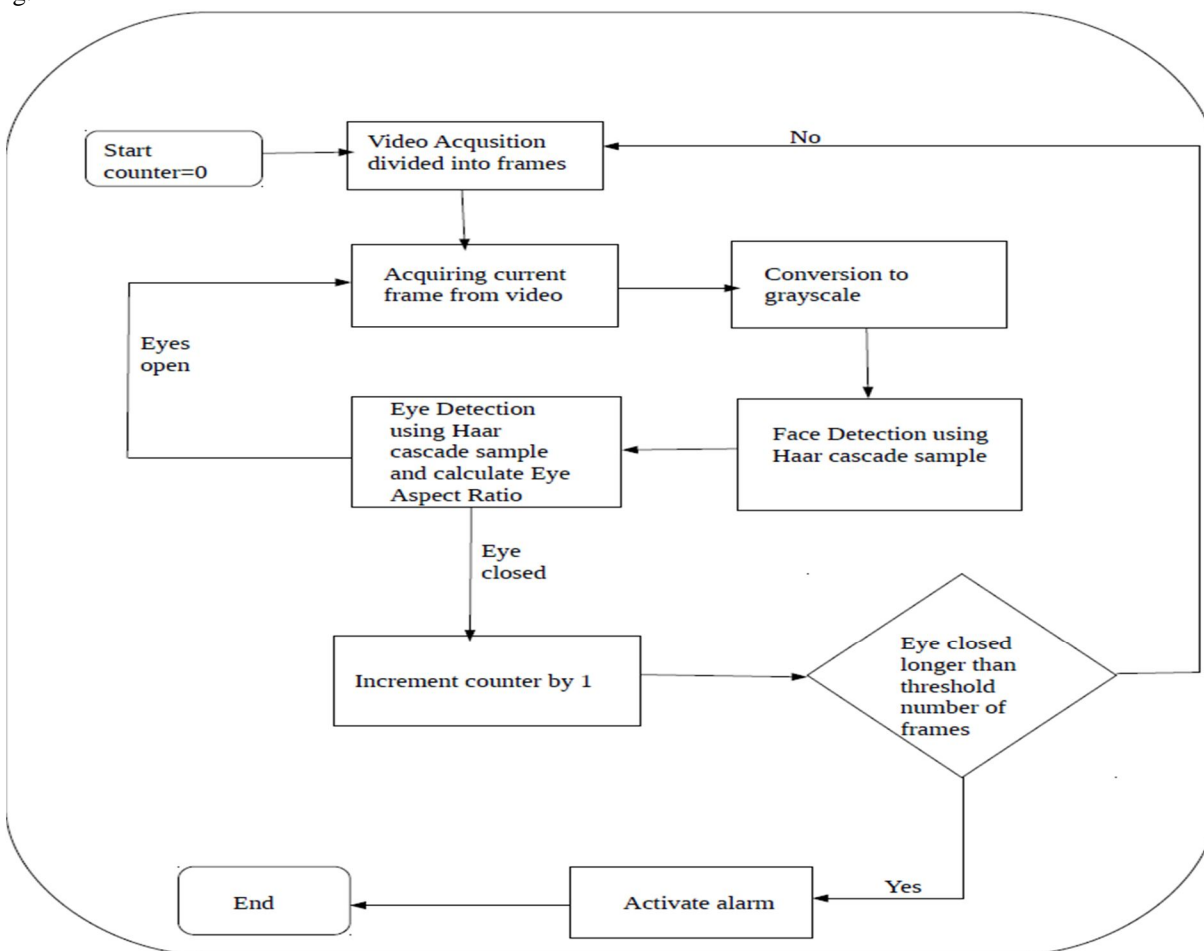 Start
counter=0
Video Acqusition
divided into frames
No
Acquiring current
frame from video
Conversion to
grayscale
Eyes
open
Eye Detection
using Haar
cascade sample
and calculate Eye
Aspect Ratio
Face Detection using
Haar cascade sample
Eye
closed
Increment counter by 1
Eye closed
longer than
threshold
number of
frames
Yes
Activate alarm
End